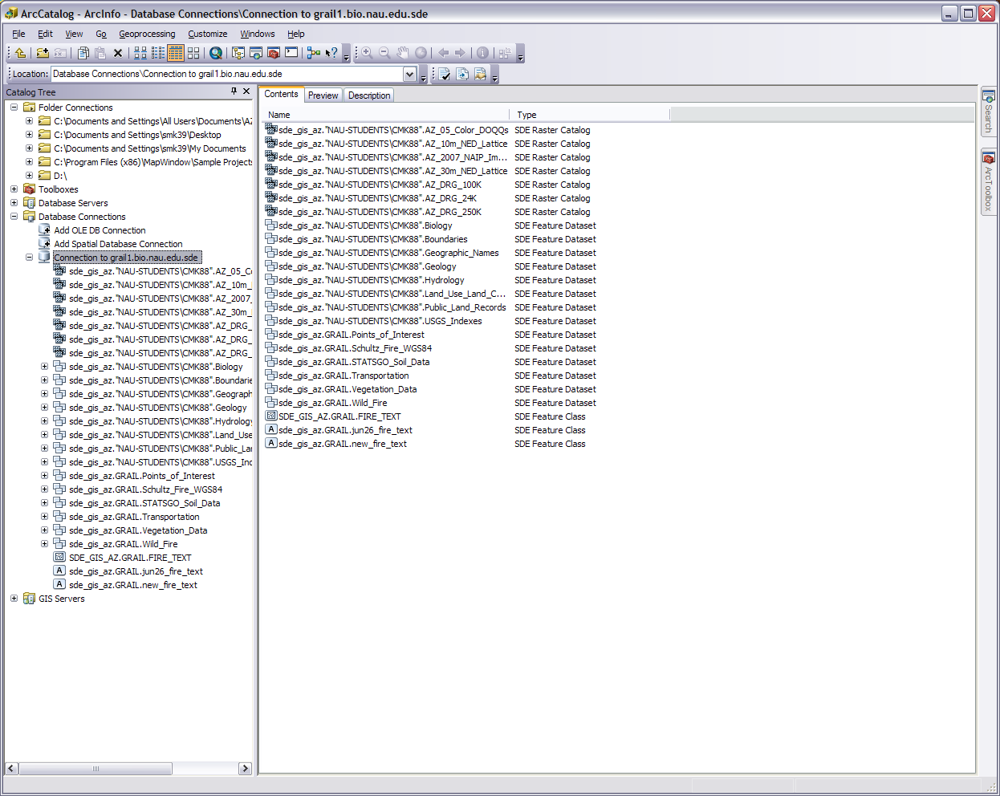 ArcCatalog - ArcInfo - Database Connections\Connection to grail1.bio.nau.edu.sde
File Edit View Go Geoprocessing Customize Windows Help
Location: Database Connections\Connection to grail1.bio.nau.edu.sde
Catalog Tree
Folder Connections
C:\Documents and Settings\All Users\Documents\AZ
C:\Documents and Settings\smk39\Desktop
C:\Documents and Settings\smk39\My Documents
C:\Program Files (x86)\MapWindow\Sample Projects
D:\
Toolboxes
Database Servers
Database Connections
Add OLE DB Connection
Add Spatial Database Connection
Connection to grail1.bio.nau.edu.sde
sde_gis_az."NAU-STUDENTS\CMK88".AZ_05_Co
sde_gis_az."NAU-STUDENTS\CMK88".AZ_10m_
sde_gis_az."NAU-STUDENTS\CMK88".AZ_2007_
sde_gis_az."NAU-STUDENTS\CMK88".AZ_30m_
sde_gis_az."NAU-STUDENTS\CMK88".AZ_DRG_
sde_gis_az."NAU-STUDENTS\CMK88".AZ_DRG_
sde_gis_az."NAU-STUDENTS\CMK88".AZ_DRG_
sde_gis_az."NAU-STUDENTS\CMK88".Biology
sde_gis_az."NAU-STUDENTS\CMK88".Boundarie
sde_gis_az."NAU-STUDENTS\CMK88".Geograph
sde_gis_az."NAU-STUDENTS\CMK88".Geology
sde_gis_az."NAU-STUDENTS\CMK88".Hydrology
sde_gis_az."NAU-STUDENTS\CMK88".Land_Use
sde_gis_az."NAU-STUDENTS\CMK88".Public_Lan
sde_gis_az."NAU-STUDENTS\CMK88".USGS_Ind
sde_gis_az.GRAIL.Points_of_Interest
sde_gis_az.GRAIL.Schultz_Fire_WGS84
sde_gis_az.GRAIL.STATSGO_Soil_Data
sde_gis_az.GRAIL.Transportation
sde_gis_az.GRAIL.Vegetation_Data
sde_gis_az.GRAIL.Wild_Fire
SDE_GIS_AZ.GRAIL.FIRE_TEXT
sde_gis_az.GRAIL.jun26_fire_text
sde_gis_az.GRAIL.new_fire_text
GIS Servers
Contents Preview Description
Name Type
sde_gis_az."NAU-STUDENTS\CMK88".AZ_05_Color_DOQQs SDE Raster Catalog
sde_gis_az."NAU-STUDENTS\CMK88".AZ_10m_NED_Lattice SDE Raster Catalog
sde_gis_az."NAU-STUDENTS\CMK88".AZ_2007_NAIP_Im... SDE Raster Catalog
sde_gis_az."NAU-STUDENTS\CMK88".AZ_30m_NED_Lattice SDE Raster Catalog
sde_gis_az."NAU-STUDENTS\CMK88".AZ_DRG_100K SDE Raster Catalog
sde_gis_az."NAU-STUDENTS\CMK88".AZ_DRG_24K SDE Raster Catalog
sde_gis_az."NAU-STUDENTS\CMK88".AZ_DRG_250K SDE Raster Catalog
sde_gis_az."NAU-STUDENTS\CMK88".Biology SDE Feature Dataset
sde_gis_az."NAU-STUDENTS\CMK88".Boundaries SDE Feature Dataset
sde_gis_az."NAU-STUDENTS\CMK88".Geographic_Names SDE Feature Dataset
sde_gis_az."NAU-STUDENTS\CMK88".Geology SDE Feature Dataset
sde_gis_az."NAU-STUDENTS\CMK88".Hydrology SDE Feature Dataset
sde_gis_az."NAU-STUDENTS\CMK88".Land_Use_Land_C... SDE Feature Dataset
sde_gis_az."NAU-STUDENTS\CMK88".Public_Land_Records SDE Feature Dataset
sde_gis_az."NAU-STUDENTS\CMK88".USGS_Indexes SDE Feature Dataset
sde_gis_az.GRAIL.Points_of_Interest SDE Feature Dataset
sde_gis_az.GRAIL.Schultz_Fire_WGS84 SDE Feature Dataset
sde_gis_az.GRAIL.STATSGO_Soil_Data SDE Feature Dataset
sde_gis_az.GRAIL.Transportation SDE Feature Dataset
sde_gis_az.GRAIL.Vegetation_Data SDE Feature Dataset
sde_gis_az.GRAIL.Wild_Fire SDE Feature Dataset
SDE_GIS_AZ.GRAIL.FIRE_TEXT SDE Feature Class
sde_gis_az.GRAIL.jun26_fire_text SDE Feature Class
sde_gis_az.GRAIL.new_fire_text SDE Feature Class
Search
ArcToolbox